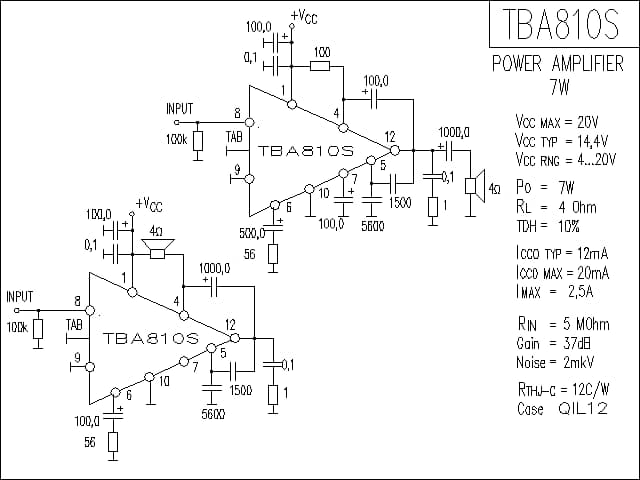 TBA810S
POWER AMPLIFIER
7W
VCC MAX = 20V
VCC TYP = 14,4V
VCC RNG = 4...20V
PO = 7W
RL = 4 Ohm
TDH = 10%
ICCO TYP = 12mA
ICCO MAX = 20mA
IMAX = 2,5A
RIN = 5 MOhm
Gain = 37dB
Noise = 2mkV
RTHJ-C = 12C/W
Case QIL12
+VCC
100,0
+
0,1
100
100,0
+
1
4
INPUT
8
100k
TAB
TBA810S
12
1000,0
+
9
5
7
10
6
0,1
4Ω
1500
1
+
500,0
+
100,0
5600
56
+VCC
100,0
+
4Ω
0,1
1000,0
+
1
4
INPUT
8
100k
TAB
TBA810S
12
9
5
7
10
6
0,1
1500
1
+
100,0
5600
56